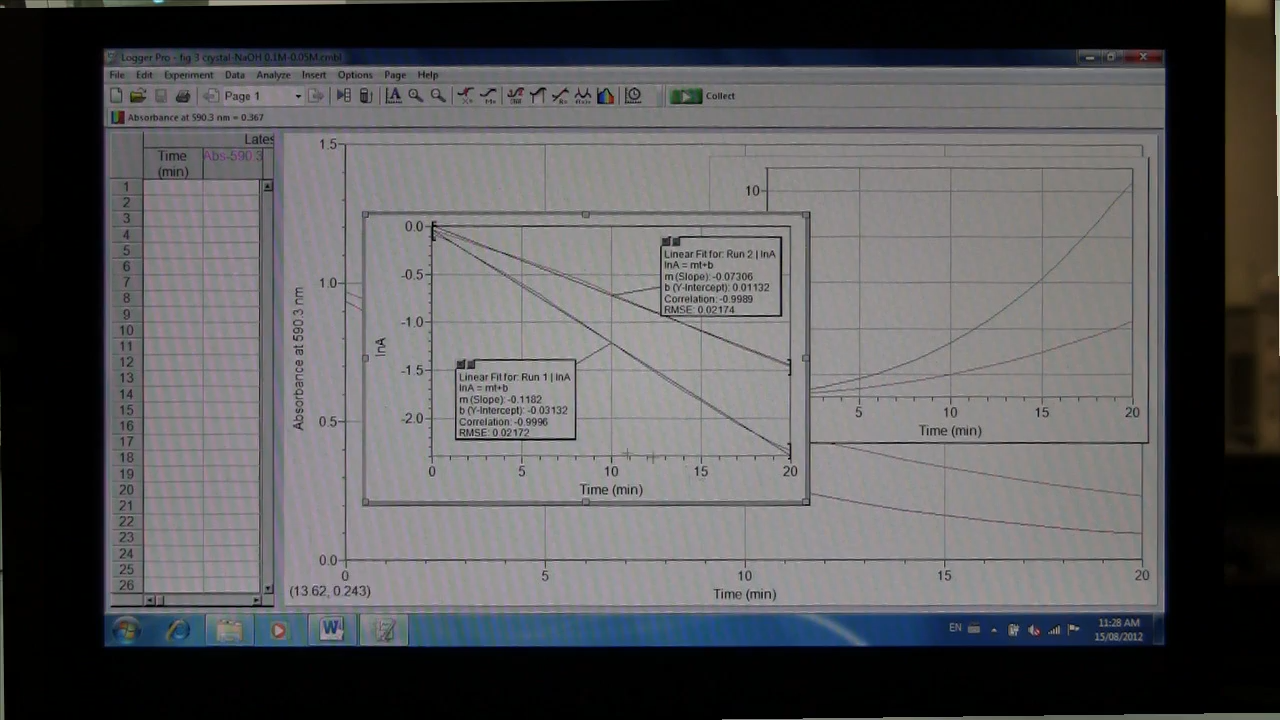 Logger Pro - fig 3 crystal-NaOH 0.1M-0.05M.cmbl
File Edit Experiment Data Analyze Insert Options Page Help
Page 1
Collect
Absorbance at 590.3 nm = 0.367
Lates
Time
(min)
Abs-590.3
1
2
3
4
5
6
7
8
9
10
11
12
13
14
15
16
17
18
19
20
21
22
23
24
25
26
1.5
1.0
0.5
0.0
Absorbance at 590.3 nm
0 5 10 15 20
Time (min)
(13.62, 0.243)
10
5 10 15 20
Time (min)
0.0
-0.5
-1.0
-1.5
-2.0
lnA
0 5 10 15 20
Time (min)
Linear Fit for: Run 2 | lnA
lnA = mt+b
m (Slope): -0.07306
b (Y-Intercept): 0.01132
Correlation: -0.9989
RMSE: 0.02174
Linear Fit for: Run 1 | lnA
lnA = mt+b
m (Slope): -0.1182
b (Y-Intercept): -0.03132
Correlation: -0.9996
RMSE: 0.02172
EN
11:28 AM
15/08/2012